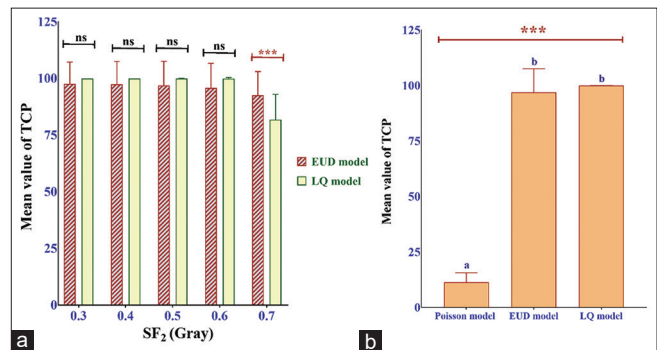 125
100
75
50
25
0
Mean value of TCP
ns
ns
ns
ns
***
EUD model
LQ model
0.3 0.4 0.5 0.6 0.7
SF2 (Gray)
a
***
125
100
75
50
25
0
Mean value of TCP
a
b
b
Poisson model EUD model LQ model
b